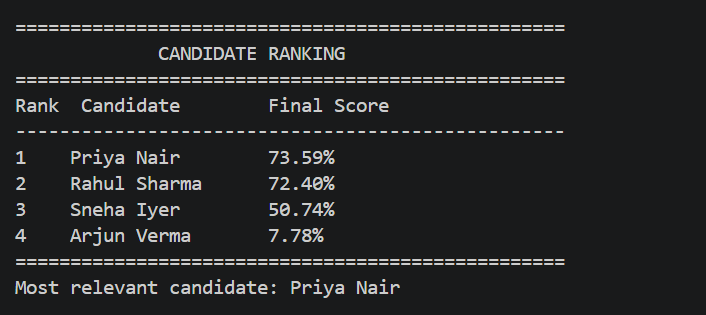 ==================================================
CANDIDATE RANKING
==================================================
Rank  Candidate        Final Score
--------------------------------------------------
1    Priya Nair        73.59%
2    Rahul Sharma      72.40%
3    Sneha Iyer        50.74%
4    Arjun Verma       7.78%
==================================================
Most relevant candidate: Priya Nair